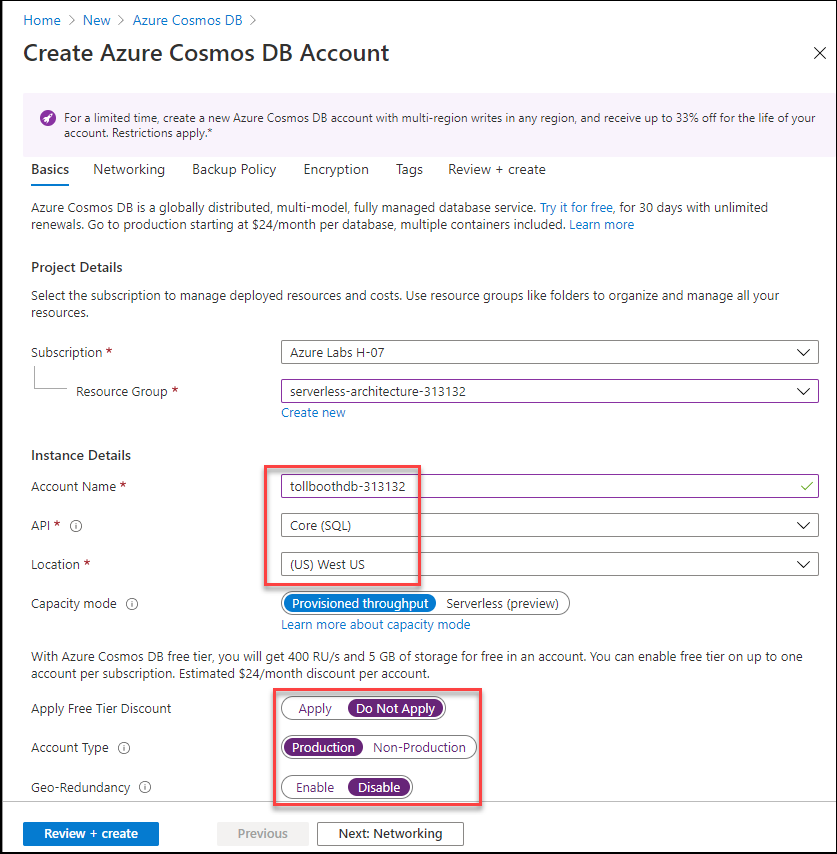 Home > New > Azure Cosmos DB >
Create Azure Cosmos DB Account
For a limited time, create a new Azure Cosmos DB account with multi-region writes in any region, and receive up to 33% off for the life of your
account. Restrictions apply.*
Basics Networking Backup Policy Encryption Tags Review + create
Azure Cosmos DB is a globally distributed, multi-model, fully managed database service. Try it for free, for 30 days with unlimited
renewals. Go to production starting at $24/month per database, multiple containers included. Learn more
Project Details
Select the subscription to manage deployed resources and costs. Use resource groups like folders to organize and manage all your
resources.
Subscription * Azure Labs H-07
Resource Group * serverless-architecture-313132
Create new
Instance Details
Account Name * tollboothdb-313132
API * Core (SQL)
Location * (US) West US
Capacity mode Provisioned throughput Serverless (preview)
Learn more about capacity mode
With Azure Cosmos DB free tier, you will get 400 RU/s and 5 GB of storage for free in an account. You can enable free tier on up to one
account per subscription. Estimated $24/month discount per account.
Apply Free Tier Discount Apply Do Not Apply
Account Type Production Non-Production
Geo-Redundancy Enable Disable
Review + create Previous Next: Networking